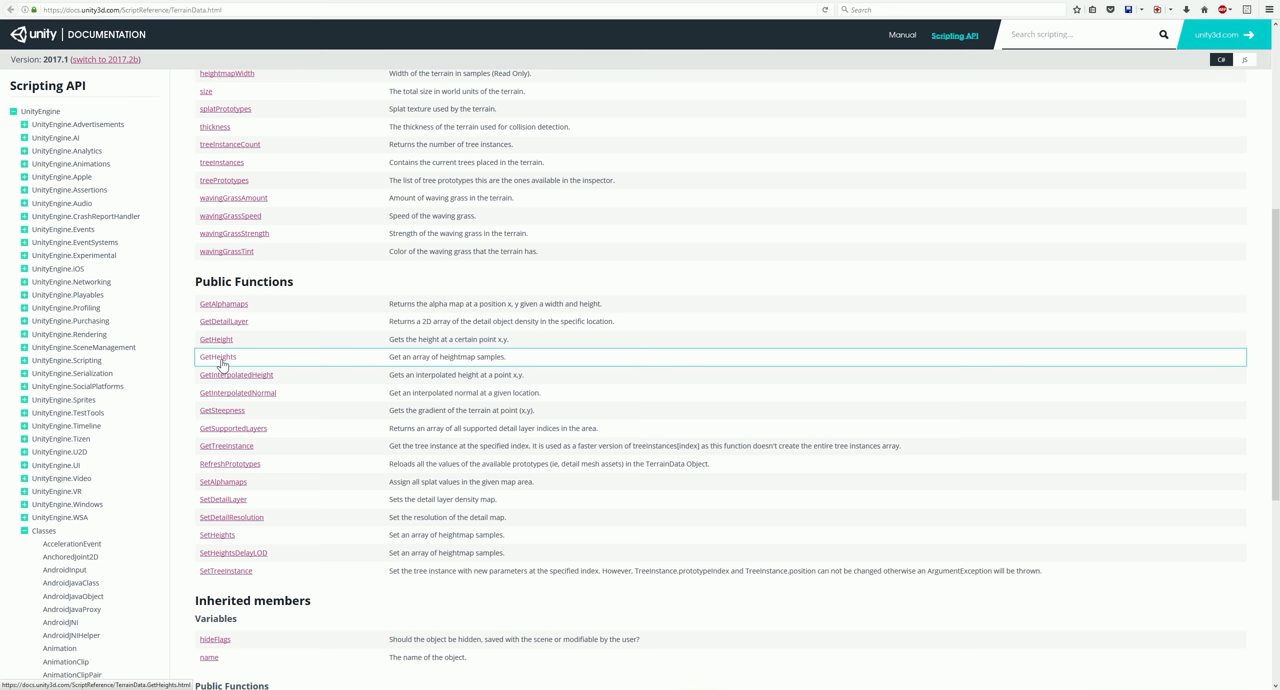 https://docs.unity3d.com/ScriptReference/TerrainData.html
Search
unity | DOCUMENTATION
Manual
Scripting API
Search scripting...
unity3d.com
Version: 2017.1 (switch to 2017.2b)
C#
JS
Scripting API
UnityEngine
UnityEngine.Advertisements
UnityEngine.AI
UnityEngine.Analytics
UnityEngine.Animations
UnityEngine.Apple
UnityEngine.Assertions
UnityEngine.Audio
UnityEngine.CrashReportHandler
UnityEngine.Events
UnityEngine.EventSystems
UnityEngine.Experimental
UnityEngine.iOS
UnityEngine.Networking
UnityEngine.Playables
UnityEngine.Profiling
UnityEngine.Purchasing
UnityEngine.Rendering
UnityEngine.SceneManagement
UnityEngine.Scripting
UnityEngine.Serialization
UnityEngine.SocialPlatforms
UnityEngine.Sprites
UnityEngine.TestTools
UnityEngine.Timeline
UnityEngine.Tizen
UnityEngine.U2D
UnityEngine.UI
UnityEngine.Video
UnityEngine.VR
UnityEngine.Windows
UnityEngine.WSA
Classes
AccelerationEvent
AnchoredJoint2D
AndroidInput
AndroidJavaClass
AndroidJavaObject
AndroidJavaProxy
AndroidJNI
AndroidJNIHelper
Animation
AnimationClip
AnimationClipPair
heightmapWidth Width of the terrain in samples (Read Only).
size The total size in world units of the terrain.
splatPrototypes Splat texture used by the terrain.
thickness The thickness of the terrain used for collision detection.
treeInstanceCount Returns the number of tree instances.
treeInstances Contains the current trees placed in the terrain.
treePrototypes The list of tree prototypes this are the ones available in the inspector.
wavingGrassAmount Amount of waving grass in the terrain.
wavingGrassSpeed Speed of the waving grass.
wavingGrassStrength Strength of the waving grass in the terrain.
wavingGrassTint Color of the waving grass that the terrain has.
Public Functions
GetAlphamaps Returns the alpha map at a position x, y given a width and height.
GetDetailLayer Returns a 2D array of the detail object density in the specific location.
GetHeight Gets the height at a certain point x,y.
GetHeights Get an array of heightmap samples.
GetInterpolatedHeight Gets an interpolated height at a point x,y.
GetInterpolatedNormal Get an interpolated normal at a given location.
GetSteepness Gets the gradient of the terrain at point (x,y).
GetSupportedLayers Returns an array of all supported detail layer indices in the area.
GetTreeInstance Get the tree instance at the specified index. It is used as a faster version of treeInstances[index] as this function doesn't create the entire tree instances array.
RefreshPrototypes Reloads all the values of the available prototypes (ie, detail mesh assets) in the TerrainData Object.
SetAlphamaps Assign all splat values in the given map area.
SetDetailLayer Sets the detail layer density map.
SetDetailResolution Set the resolution of the detail map.
SetHeights Set an array of heightmap samples.
SetHeightsDelayLOD Set an array of heightmap samples.
SetTreeInstance Set the tree instance with new parameters at the specified index. However, TreeInstance.prototypeIndex and TreeInstance.position can not be changed otherwise an ArgumentException will be thrown.
Inherited members
Variables
hideFlags Should the object be hidden, saved with the scene or modifiable by the user?
name The name of the object.
Public Functions
https://docs.unity3d.com/ScriptReference/TerrainData.GetHeights.html